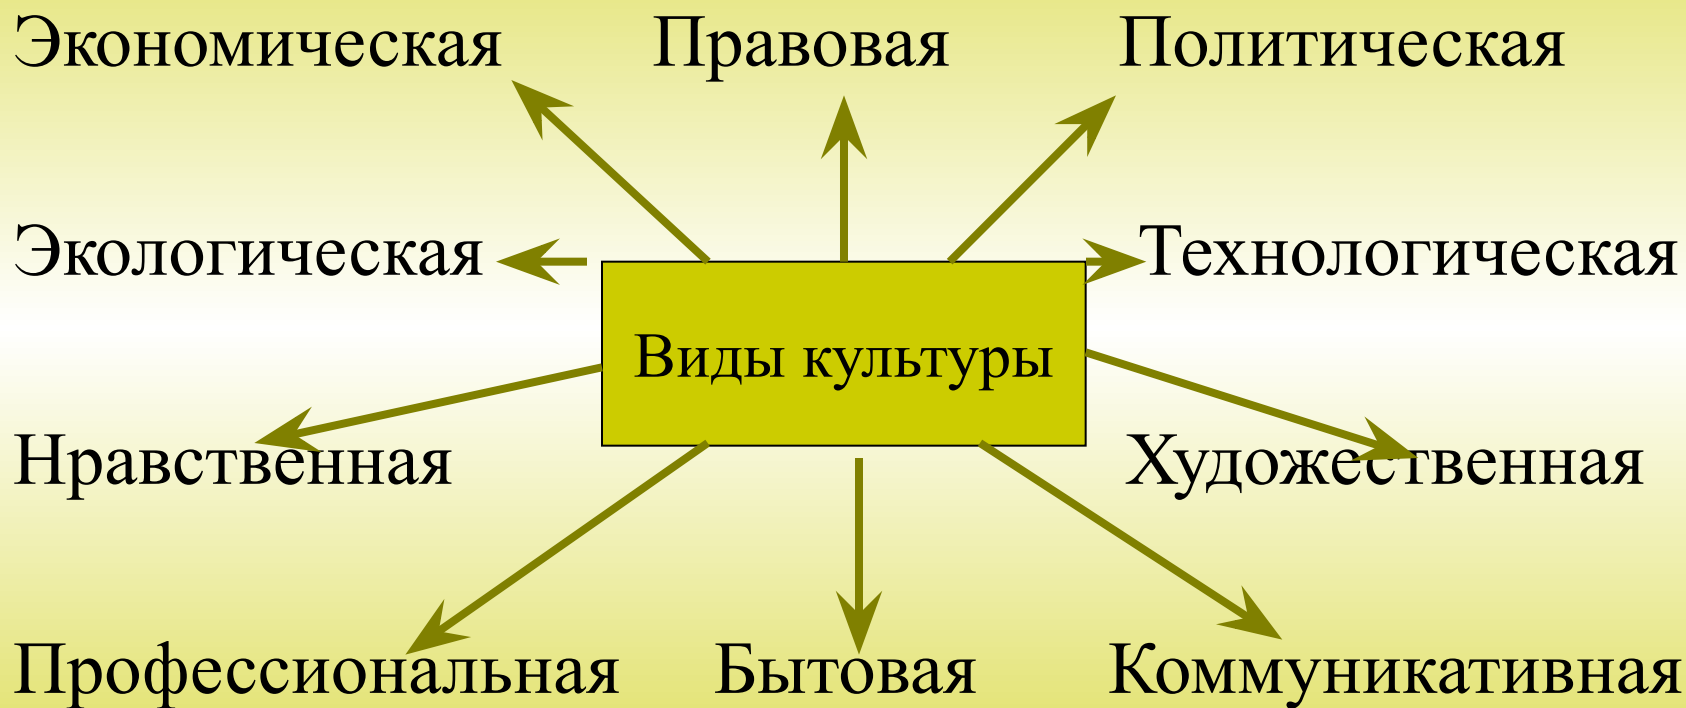 Экономическая Правовая Политическая
Экологическая Технологическая
Виды культуры
Нравственная Художественная
Профессиональная Бытовая Коммуникативная